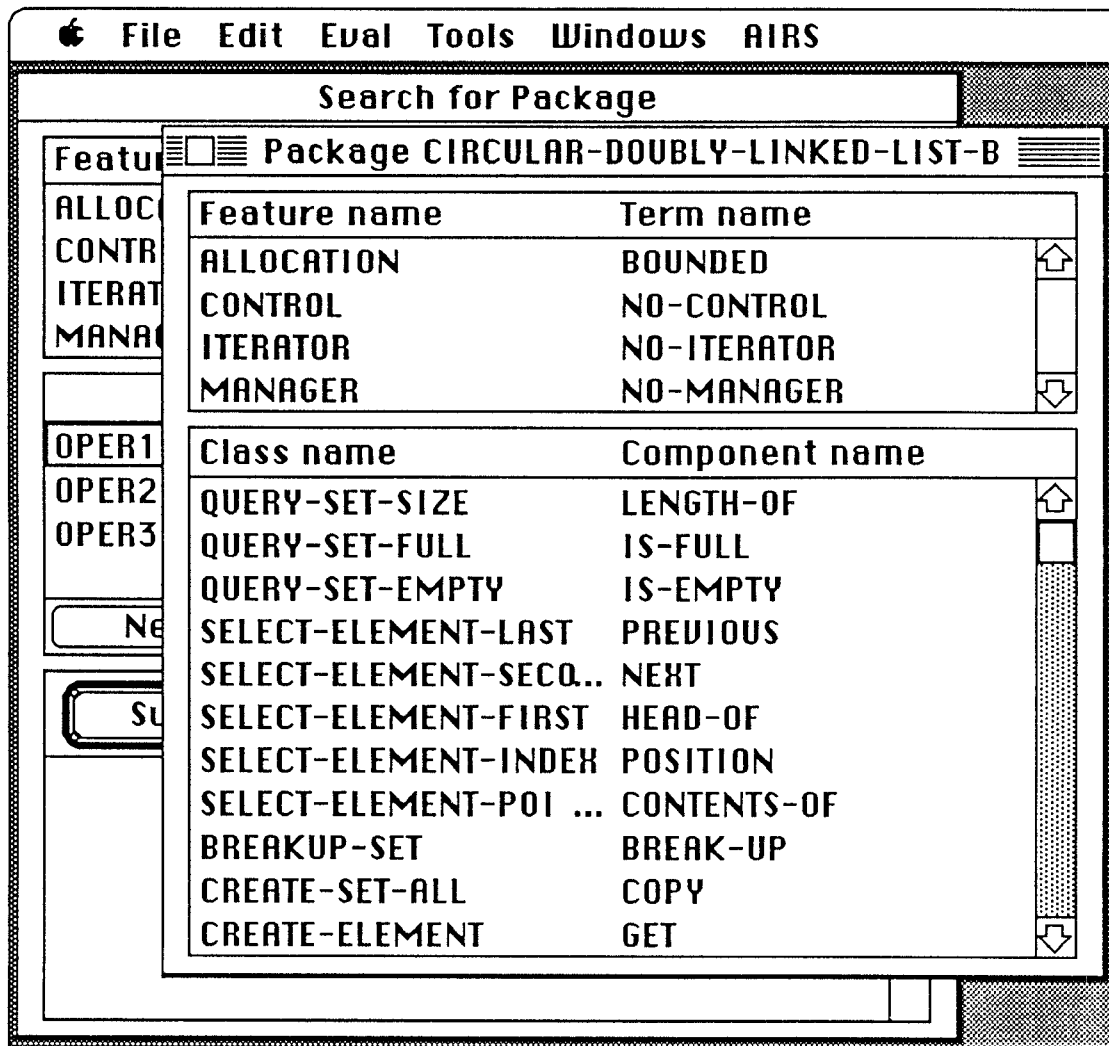 File Edit Eval Tools Windows AIRS
Search for Package
Featu
ALLOC
CONTR
ITERAT
MANAG
OPER1
OPER2
OPER3
Ne
Su
Package CIRCULAR-DOUBLY-LINKED-LIST-B
Feature name Term name
ALLOCATION BOUNDED
CONTROL NO-CONTROL
ITERATOR NO-ITERATOR
MANAGER NO-MANAGER
Class name Component name
QUERY-SET-SIZE LENGTH-OF
QUERY-SET-FULL IS-FULL
QUERY-SET-EMPTY IS-EMPTY
SELECT-ELEMENT-LAST PREVIOUS
SELECT-ELEMENT-SECO... NEXT
SELECT-ELEMENT-FIRST HEAD-OF
SELECT-ELEMENT-INDEX POSITION
SELECT-ELEMENT-POI ... CONTENTS-OF
BREAKUP-SET BREAK-UP
CREATE-SET-ALL COPY
CREATE-ELEMENT GET